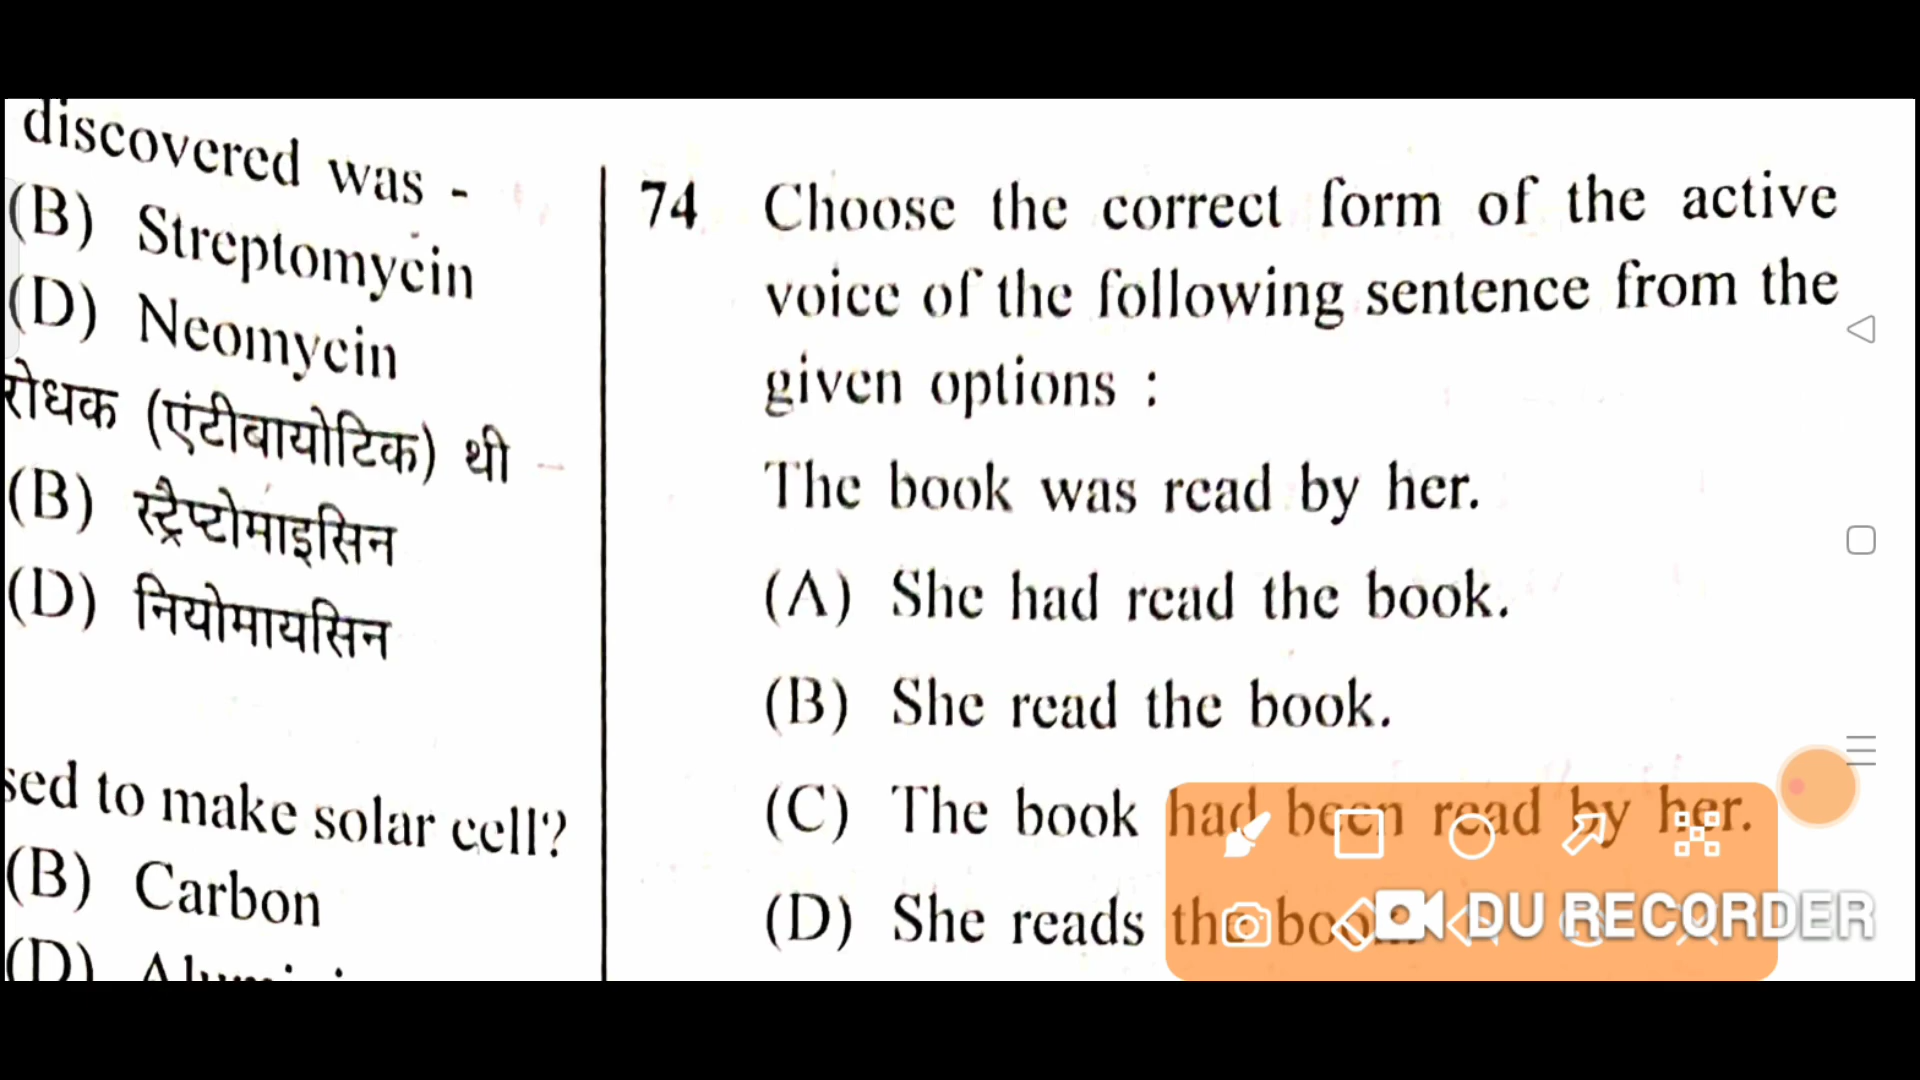 discovered was -
(B) Streptomycin
(D) Neomycin
रोधक (एंटीबायोटिक) थी -
(B) स्ट्रैप्टोमाइसिन
(D) नियोमायसिन
sed to make solar cell?
(B) Carbon
(D)
74 Choose the correct form of the active
voice of the following sentence from the
given options :
The book was read by her.
(A) She had read the book.
(B) She read the book.
(C) The book had been read by her.
(D) She reads the book.
DU RECORDER